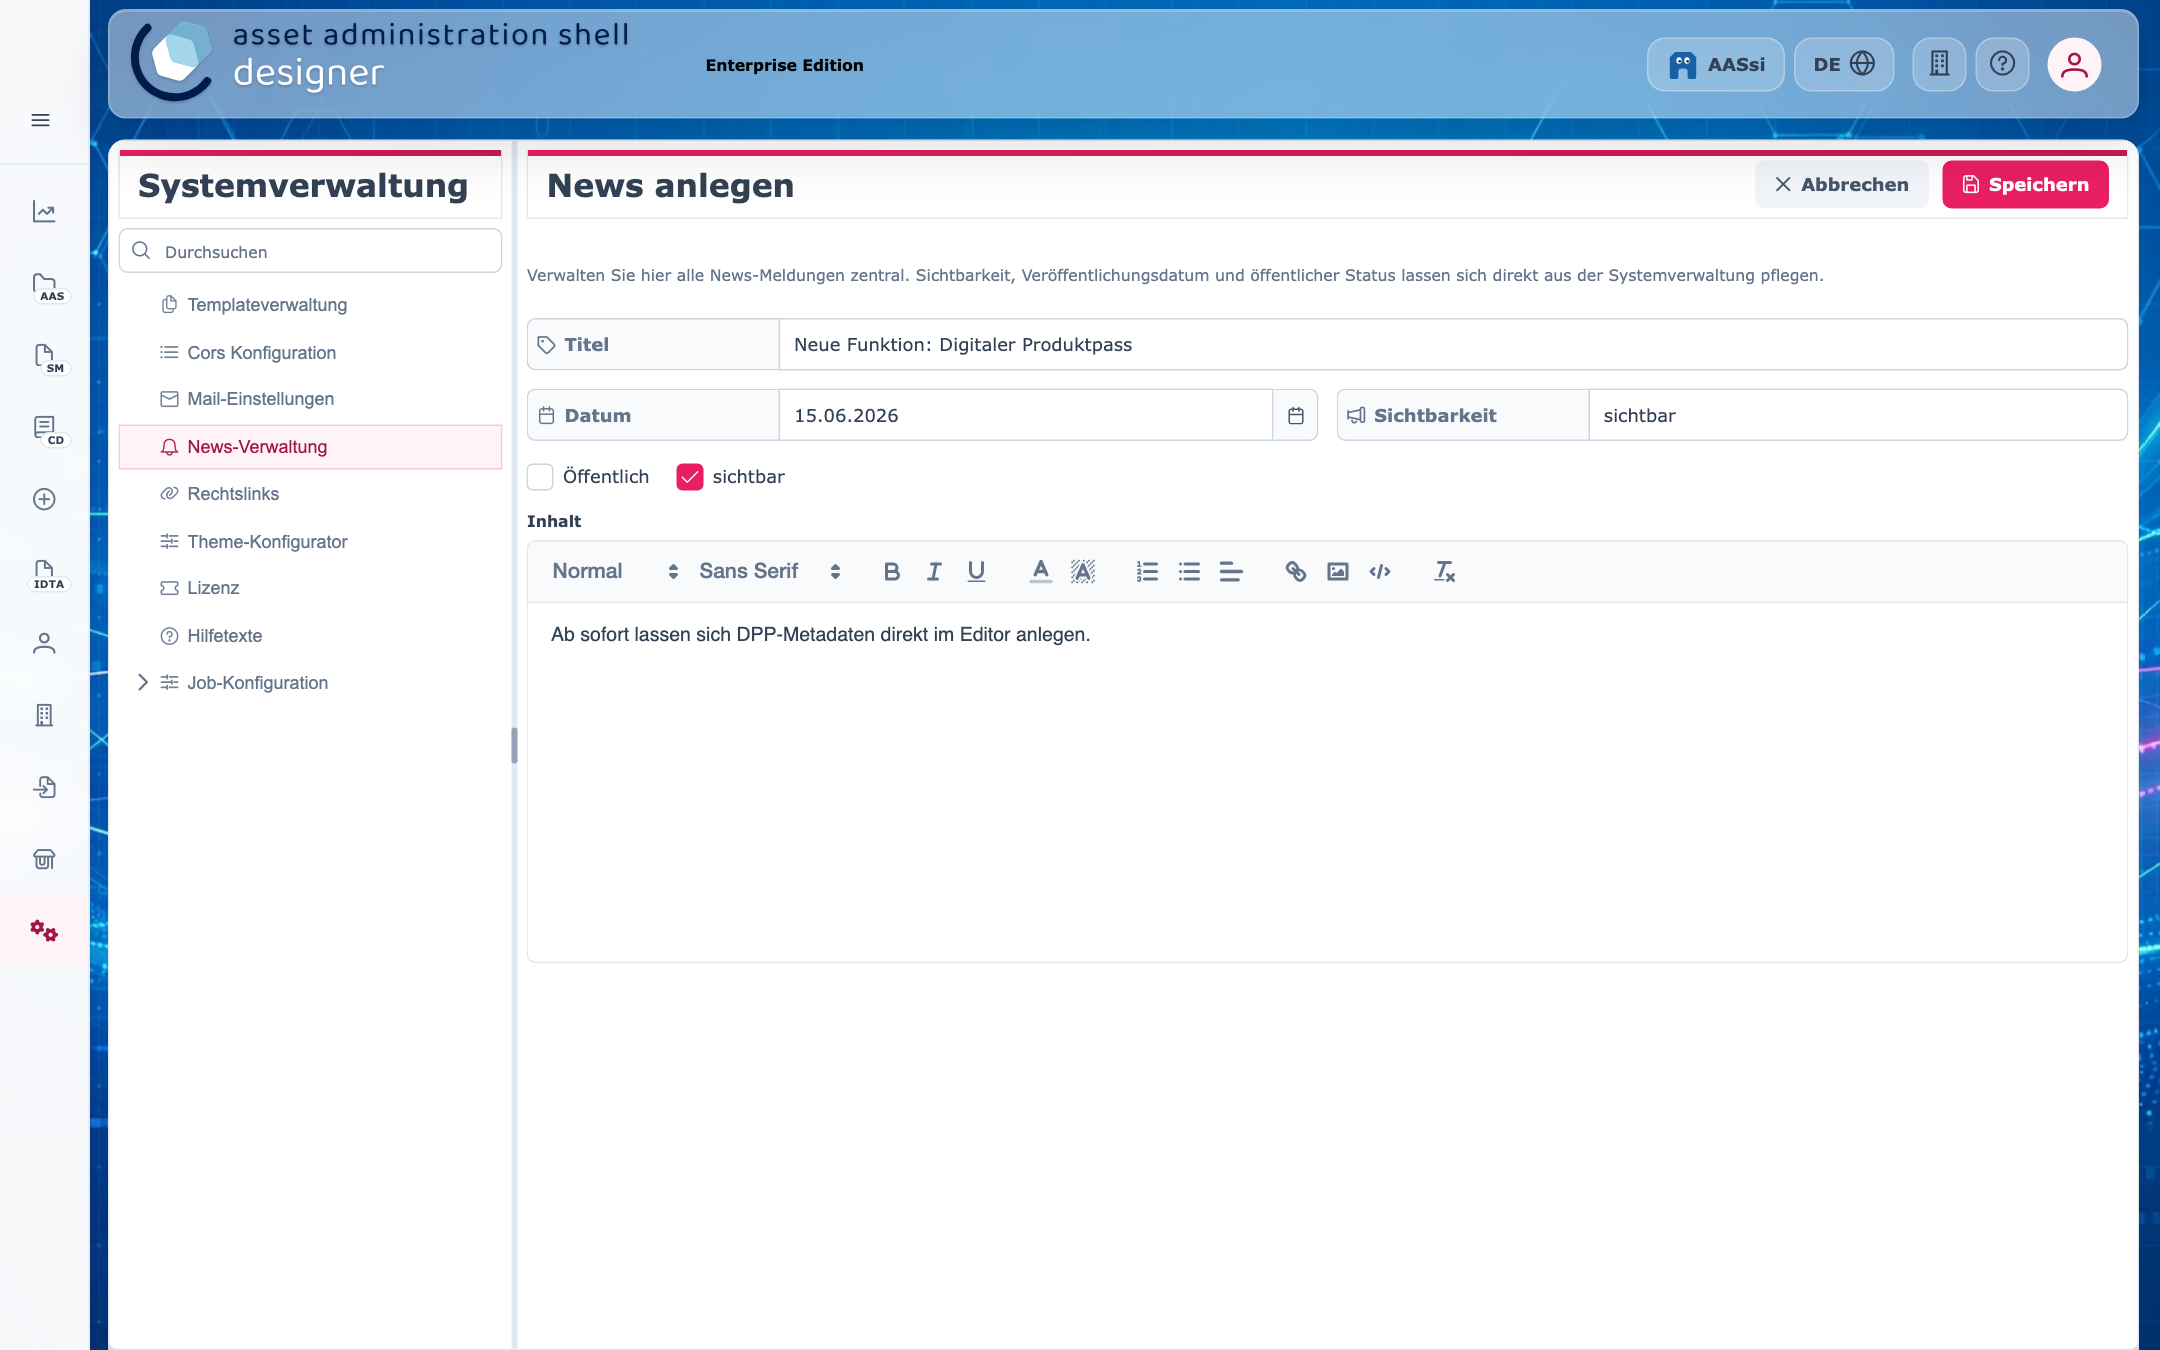 asset administration shell
designer
Enterprise Edition
AASsi
DE
AAS
SM
CD
IDTA
Systemverwaltung
Durchsuchen
Templateverwaltung
Cors Konfiguration
Mail-Einstellungen
News-Verwaltung
Rechtslinks
Theme-Konfigurator
Lizenz
Hilfetexte
Job-Konfiguration
News anlegen
Abbrechen
Speichern
Verwalten Sie hier alle News-Meldungen zentral. Sichtbarkeit, Veröffentlichungsdatum und öffentlicher Status lassen sich direkt aus der Systemverwaltung pflegen.
Titel
Neue Funktion: Digitaler Produktpass
Datum
15.06.2026
Sichtbarkeit
sichtbar
Öffentlich
sichtbar
Inhalt
Normal
Sans Serif
Ab sofort lassen sich DPP-Metadaten direkt im Editor anlegen.